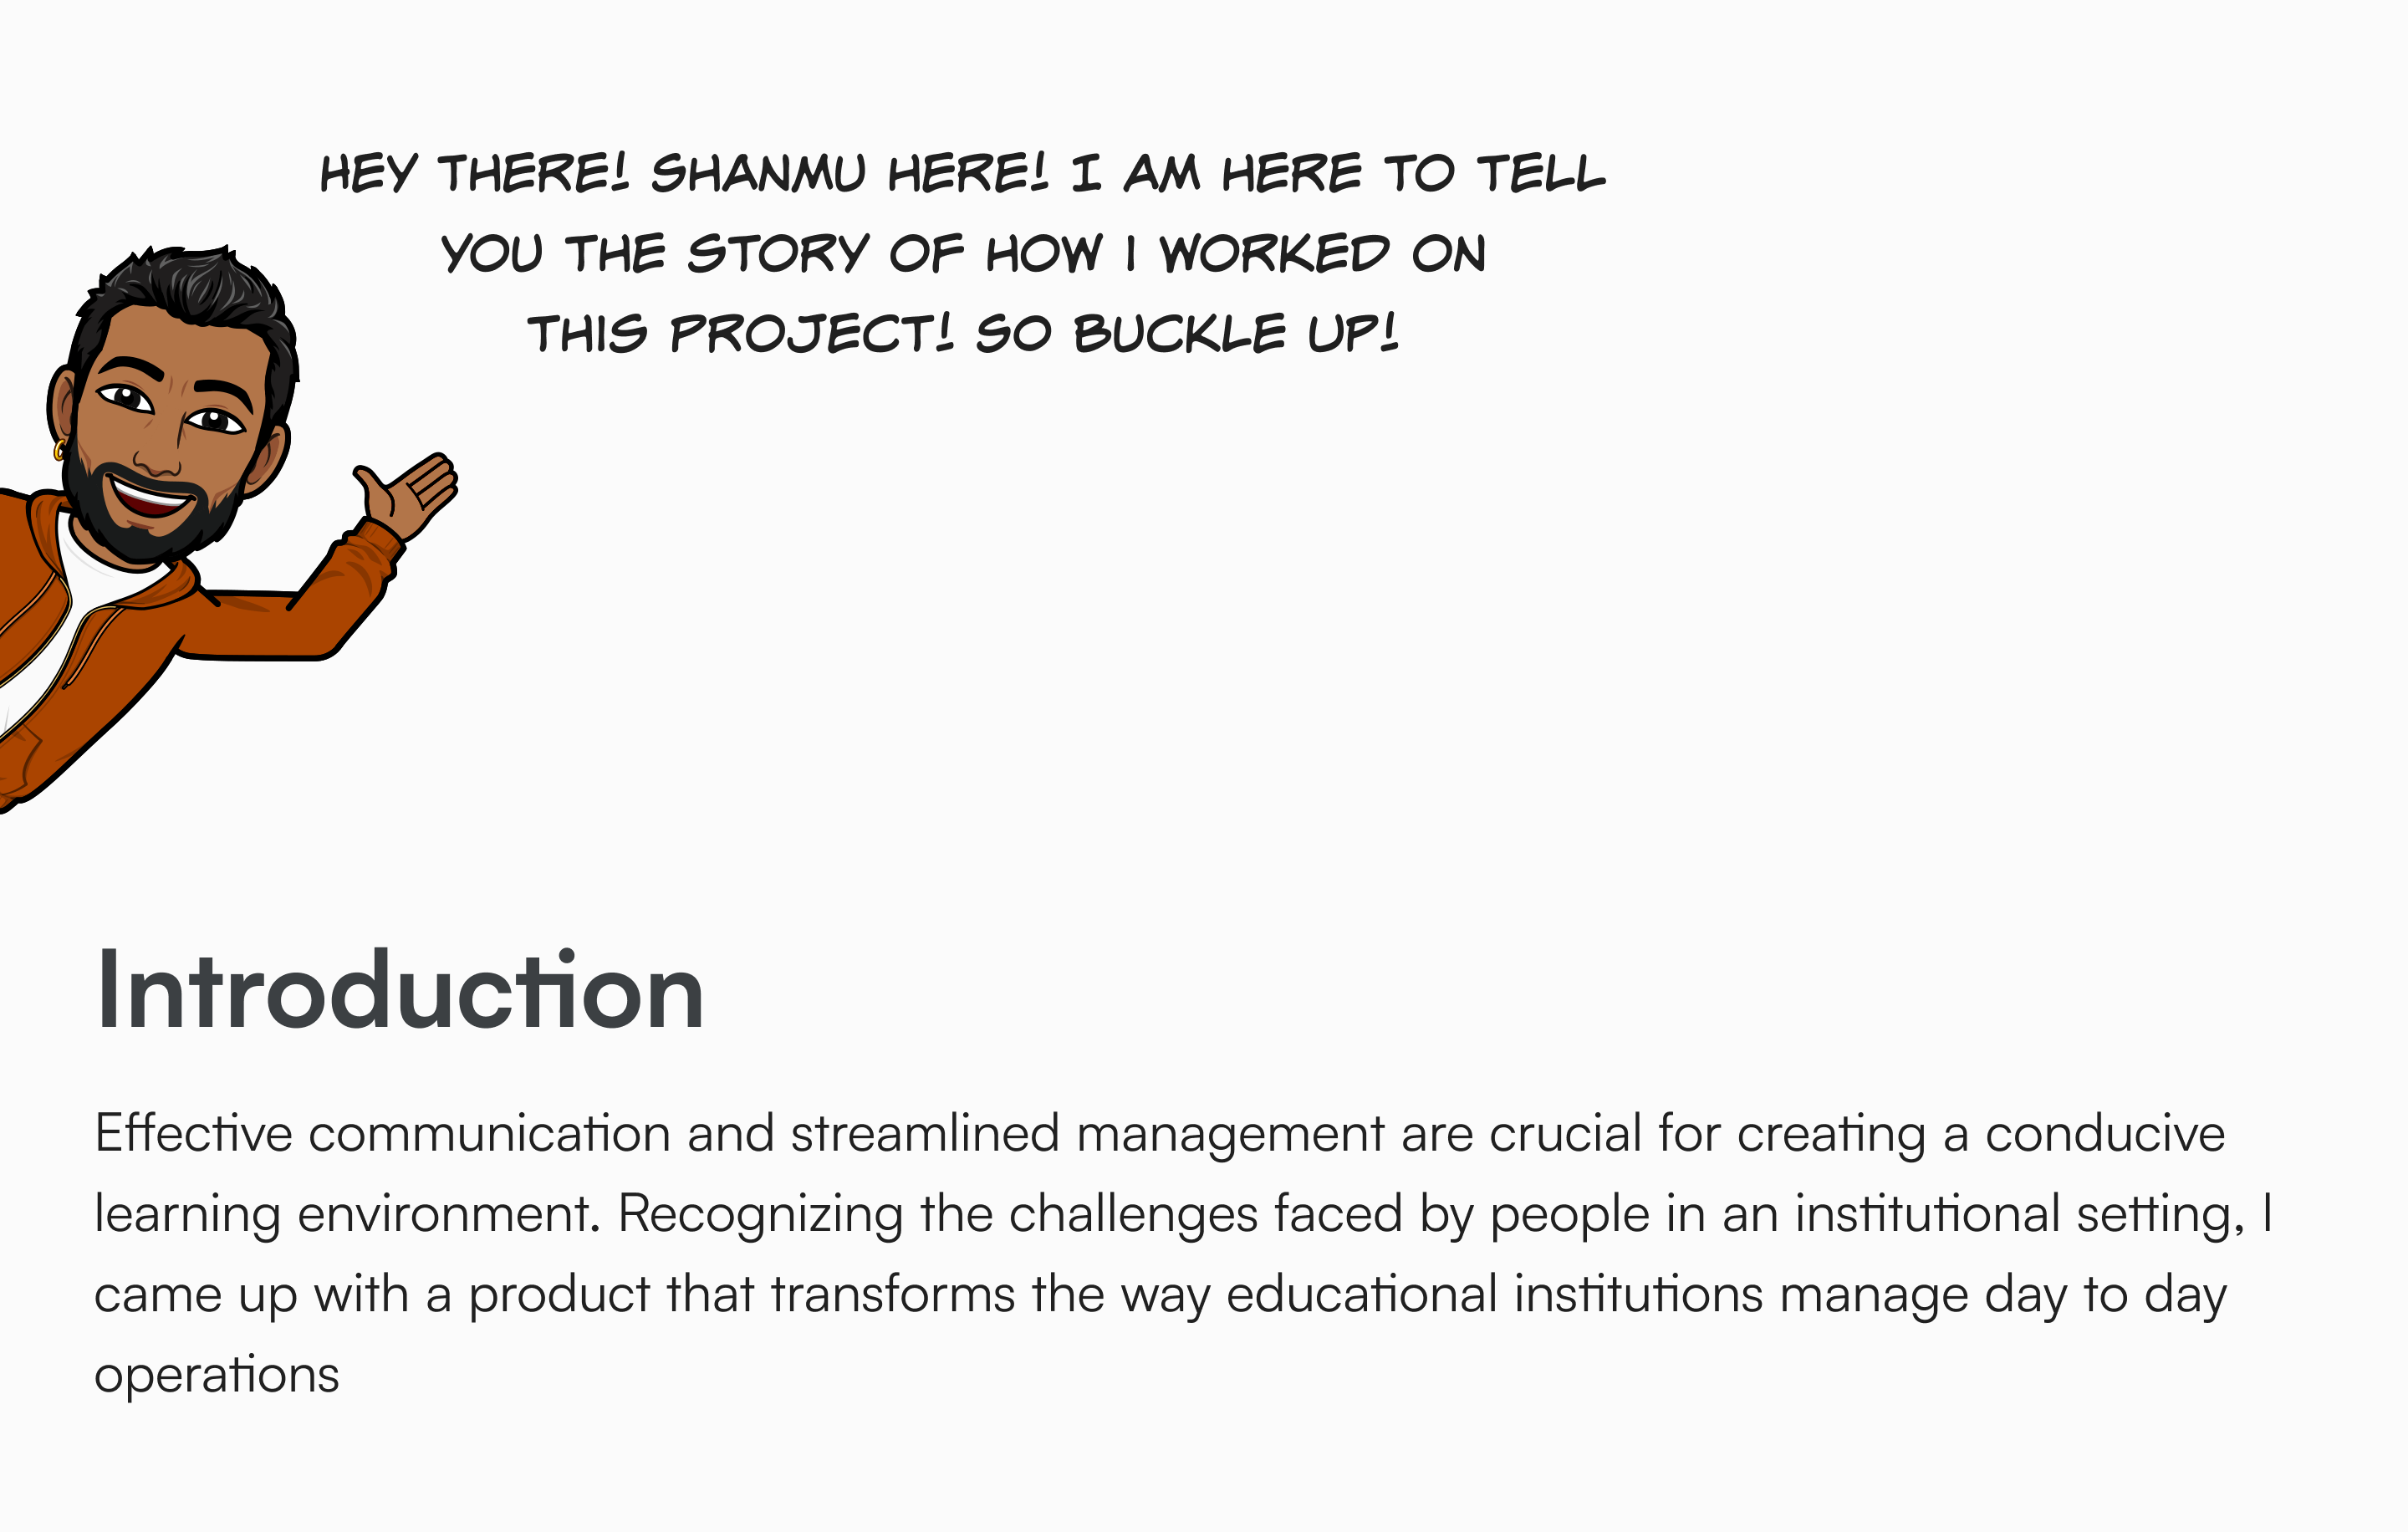 HEY THERE! SHANMU HERE! I AM HERE TO TELL
YOU THE STORY OF HOW I WORKED ON
THIS PROJECT! SO BUCKLE UP!
Introduction
Effective communication and streamlined management are crucial for creating a conducive
learning environment. Recognizing the challenges faced by people in an institutional setting, I
came up with a product that transforms the way educational institutions manage day to day
operations